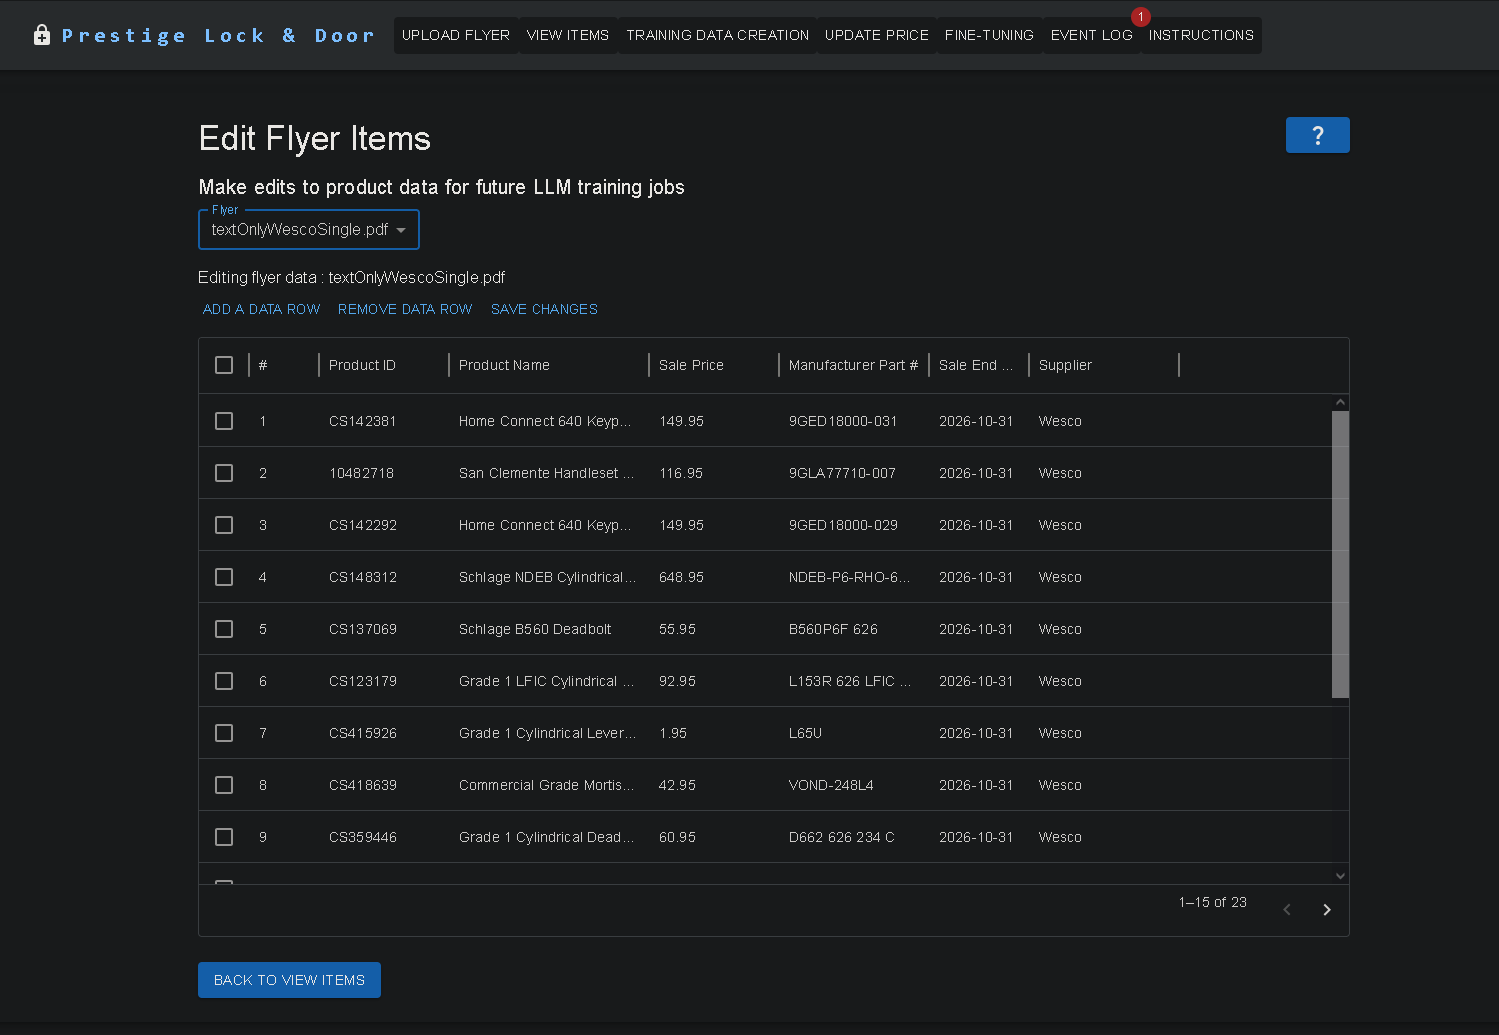 Prestige Lock & Door UPLOAD FLYER VIEW ITEMS TRAINING DATA CREATION UPDATE PRICE FINE-TUNING EVENT LOG 1 INSTRUCTIONS
Edit Flyer Items ?
Make edits to product data for future LLM training jobs
Flyer
textOnlyWescoSingle.pdf
Editing flyer data : textOnlyWescoSingle.pdf
ADD A DATA ROW REMOVE DATA ROW SAVE CHANGES
# Product ID Product Name Sale Price Manufacturer Part # Sale End ... Supplier
1 CS142381 Home Connect 640 Keyp... 149.95 9GED18000-031 2026-10-31 Wesco
2 10482718 San Clemente Handleset ... 116.95 9GLA77710-007 2026-10-31 Wesco
3 CS142292 Home Connect 640 Keyp... 149.95 9GED18000-029 2026-10-31 Wesco
4 CS148312 Schlage NDEB Cylindrical... 648.95 NDEB-P6-RHO-6... 2026-10-31 Wesco
5 CS137069 Schlage B560 Deadbolt 55.95 B560P6F 626 2026-10-31 Wesco
6 CS123179 Grade 1 LFIC Cylindrical ... 92.95 L153R 626 LFIC ... 2026-10-31 Wesco
7 CS415926 Grade 1 Cylindrical Lever... 1.95 L65U 2026-10-31 Wesco
8 CS418639 Commercial Grade Mortis... 42.95 VOND-248L4 2026-10-31 Wesco
9 CS359446 Grade 1 Cylindrical Dead... 60.95 D662 626 234 C 2026-10-31 Wesco
1–15 of 23
BACK TO VIEW ITEMS